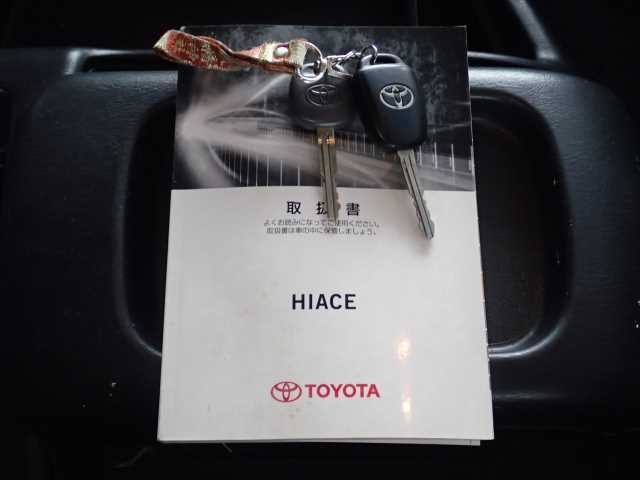 取扱書
よくお読みになってご使用ください。
取扱書は車の中に保管しましょう。
HIACE
TOYOTA